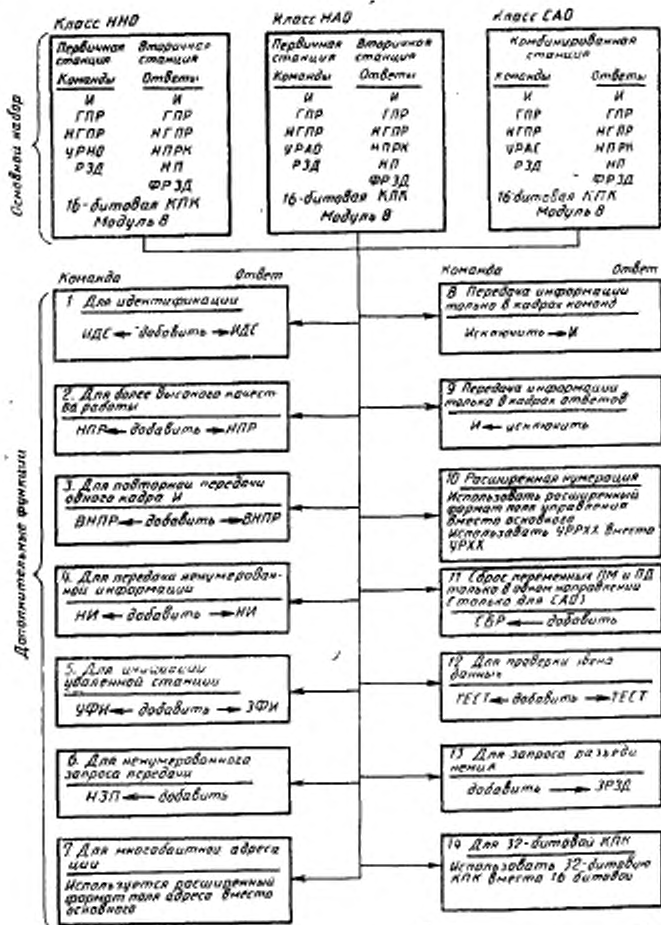 Класс ННО
Первичная Вторичная
станция станция
Команды Ответы
И И
ГПР ГПР
НГПР НГПР
УРНО НПРК
РЗД НП
ФРЗД
16-битовая КПК
Модуль 8
Класс НАО
Первичная Вторичная
станция станция
Команды Ответы
И И
ГПР ГПР
НГПР НГПР
УРАО НПРК
РЗД НП
ФРЗД
16-битовая КПК
Модуль 8
Класс САО
Комбинированная
станция
Команды Ответы
И И
ГПР ГПР
НГПР НГПР
УРАС НПРК
РЗД НП
ФРЗД
16 битовая КПК
Модуль 8
Основной набор
Дополнительные функции
Команда Ответ
1 Для идентификации
ИДС добавить ИДС
2. Для более высокого качест
ва работы
НПР добавить НПР
3. Для повторной передачи
одного кадра И
ВНПР добавить ВНПР
4. Для передачи ненумерован-
ной информации
НИ добавить НИ
5. Для инициации
удаленной станции
УФИ добавить ЗФИ
6. Для ненумерованного
запроса передачи
НЗП добавить
7 Для многобайтной адреса
ции
Используется расширенный
формат поля адреса вместо
основного
Команда Ответ
8 Передача информации
только в кадрах команд
Исключить И
9 Передача информации
только в кадрах ответов
И исключить
10 Расширенная нумерация
Использовать расширенный
формат поля управления
вместо основного
Использовать УРРХХ вместо
УРХХ
11 Сброс переменных ПМ и ПД
только в одном направлении
(только для САО)
СБР добавить
12 Для проверки звена
данных
ТЕСТ добавить ТЕСТ
13 Для запроса разъеди
нения
добавить ЗРЗД
14 Для 32-битовой КПК
Использовать 32-битовую
КПК вместо 16 битовой